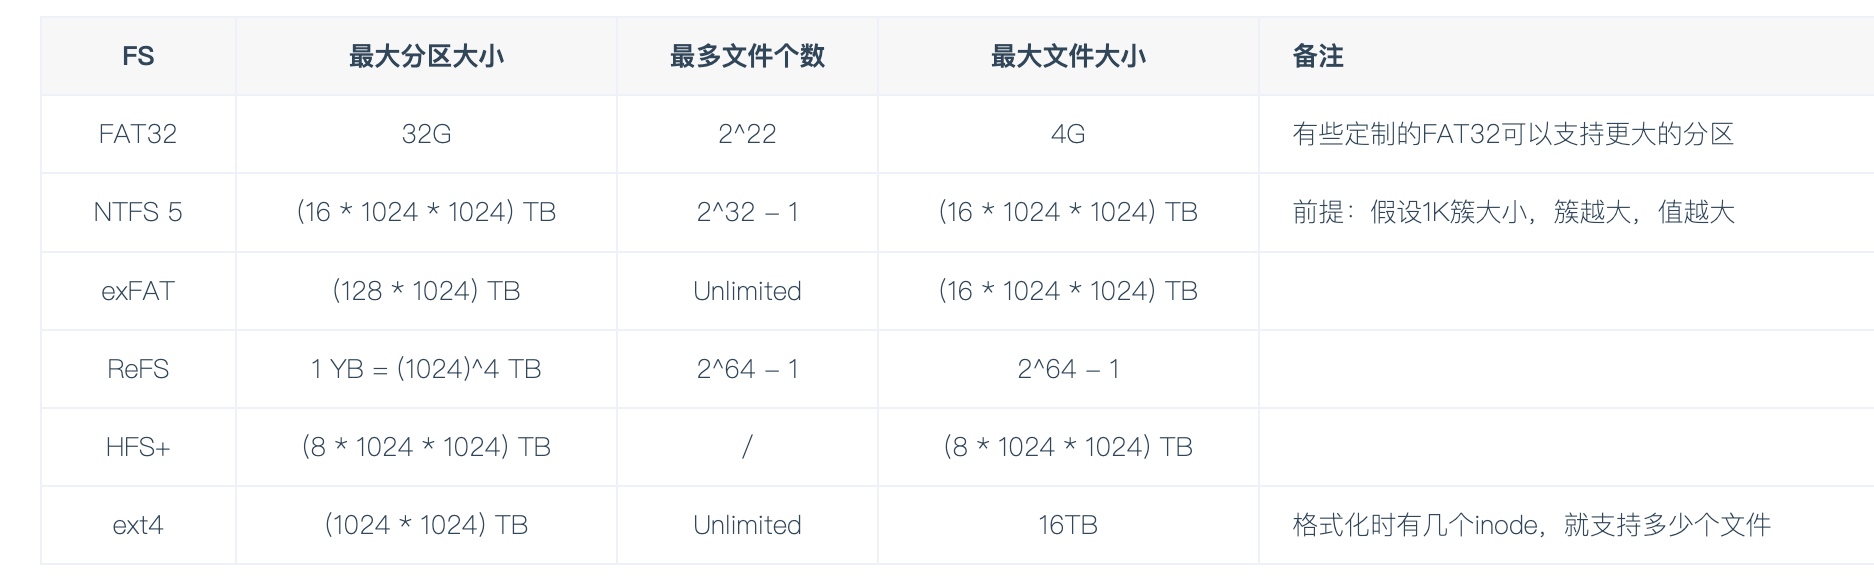 FS 最大分区大小 最多文件个数 最大文件大小 备注
FAT32 32G 2^22 4G 有些定制的FAT32可以支持更大的分区
NTFS 5 (16 * 1024 * 1024) TB 2^32 – 1 (16 * 1024 * 1024) TB 前提：假设1K簇大小，簇越大，值越大
exFAT (128 * 1024) TB Unlimited (16 * 1024 * 1024) TB
ReFS 1 YB = (1024)^4 TB 2^64 – 1 2^64 – 1
HFS+ (8 * 1024 * 1024) TB / (8 * 1024 * 1024) TB
ext4 (1024 * 1024) TB Unlimited 16TB 格式化时有几个inode，就支持多少个文件